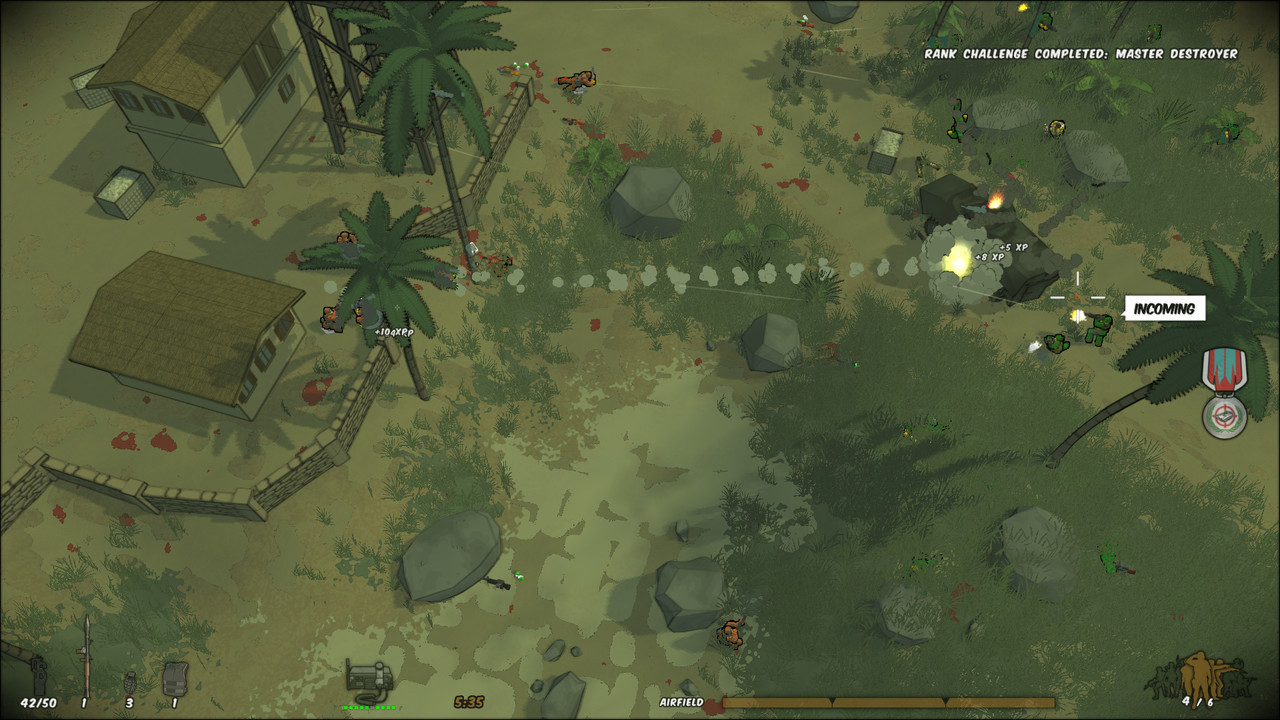 RANK CHALLENGE COMPLETED: MASTER DESTROYER
+5 XP
+8 XP
INCOMING
42/50
1
3
1
5:35
AIRFIELD
4 / 6